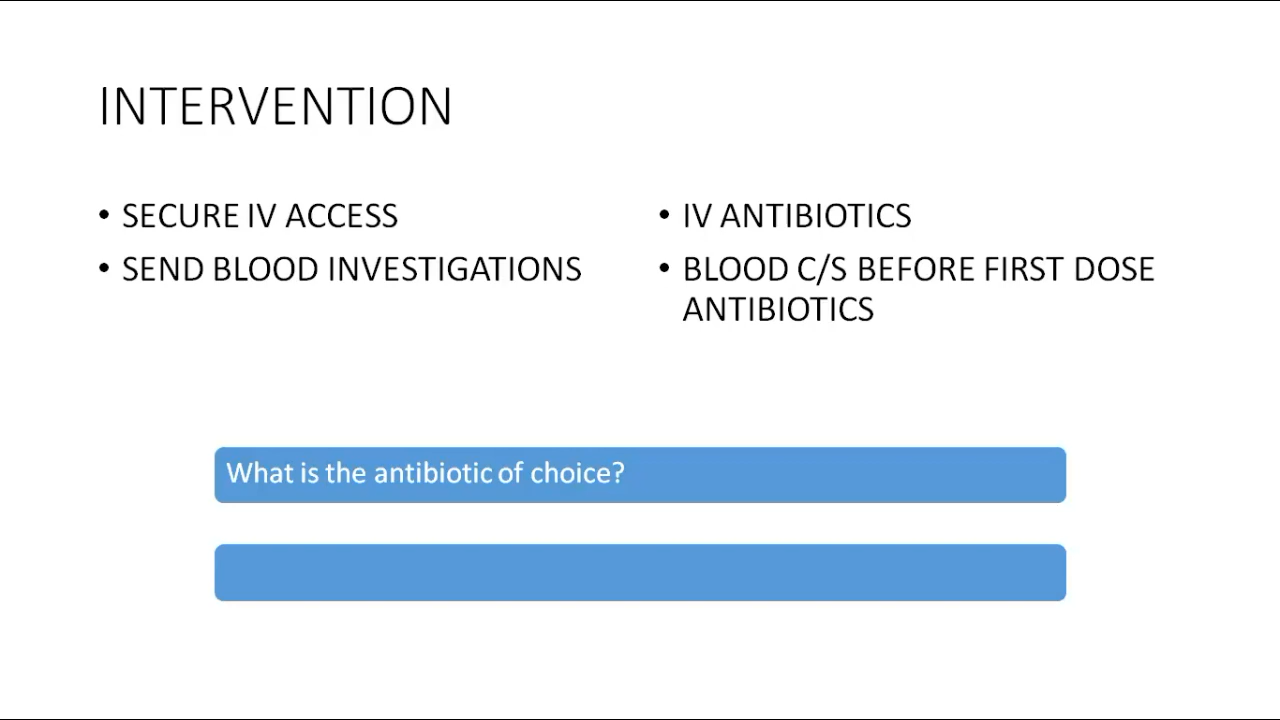 INTERVENTION
• SECURE IV ACCESS
• SEND BLOOD INVESTIGATIONS
• IV ANTIBIOTICS
• BLOOD C/S BEFORE FIRST DOSE
ANTIBIOTICS
What is the antibiotic of choice?